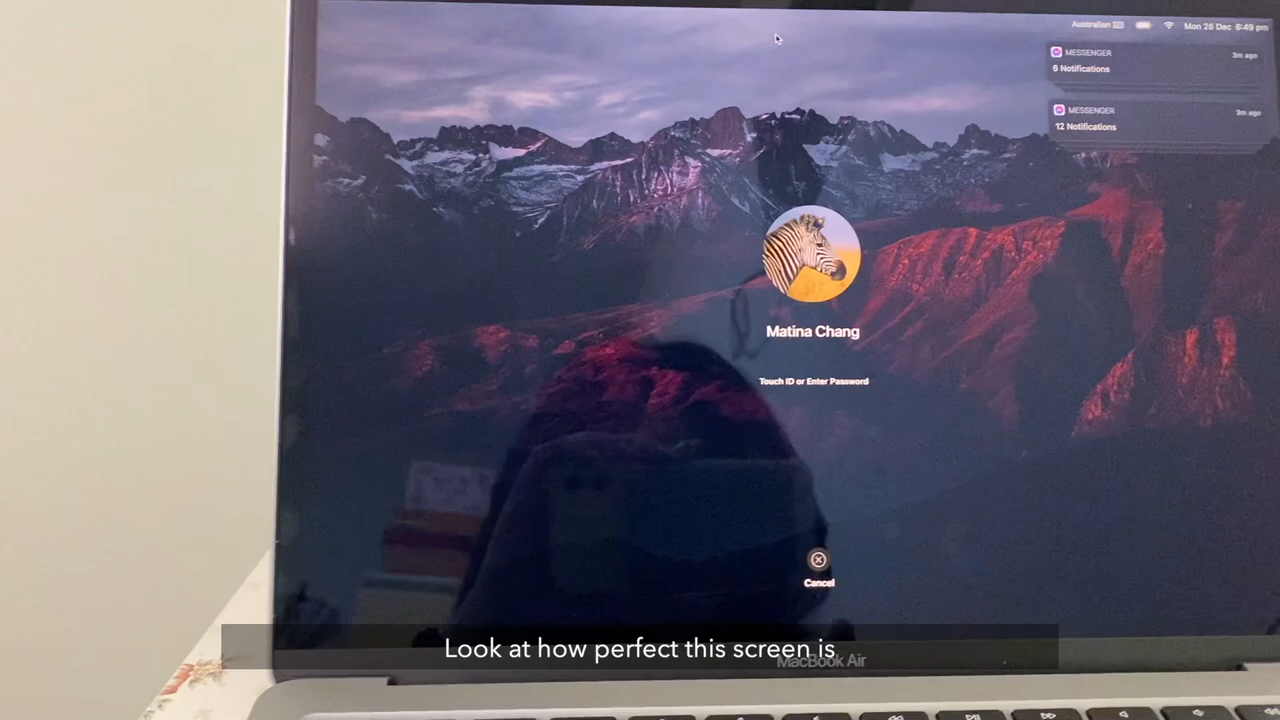 Australian
Mon 26 Dec 6:49 pm
MESSENGER
3m ago
6 Notifications
MESSENGER
3m ago
12 Notifications
Matina Chang
Touch ID or Enter Password
Cancel
Look at how perfect this screen is
MacBook Air